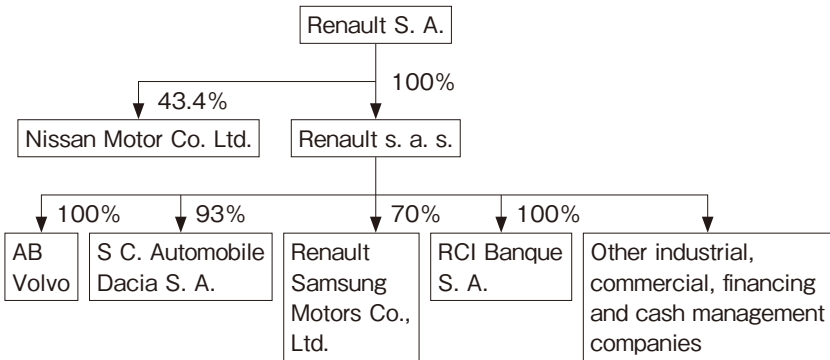 Renault S. A.
43.4%
100%
Nissan Motor Co. Ltd.
Renault s. a. s.
100%
93%
70%
100%
AB
Volvo
S C. Automobile
Dacia S. A.
Renault
Samsung
Motors Co.,
Ltd.
RCI Banque
S. A.
Other industrial,
commercial, financing
and cash management
companies